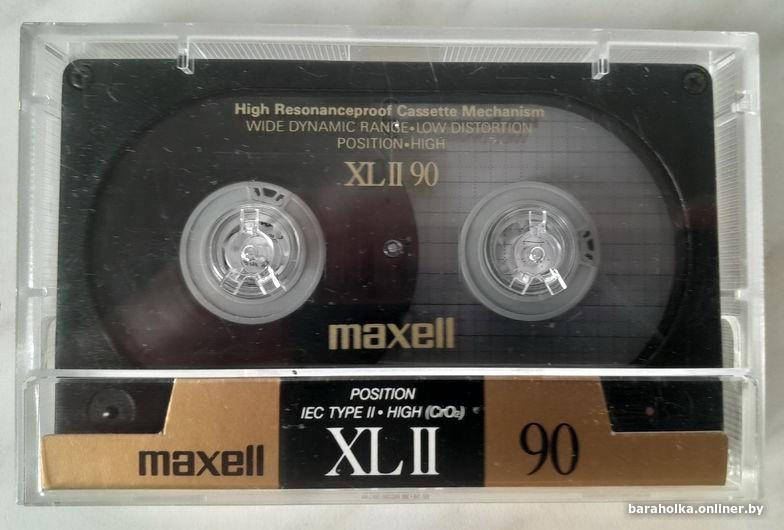 High Resonanceproof Cassette Mechanism
WIDE DYNAMIC RANGE•LOW DISTORTION
POSITION•HIGH
XL II 90
maxell
POSITION
IEC TYPE II • HIGH (CrO₂)
maxell XL II 90
baraholka.onliner.by